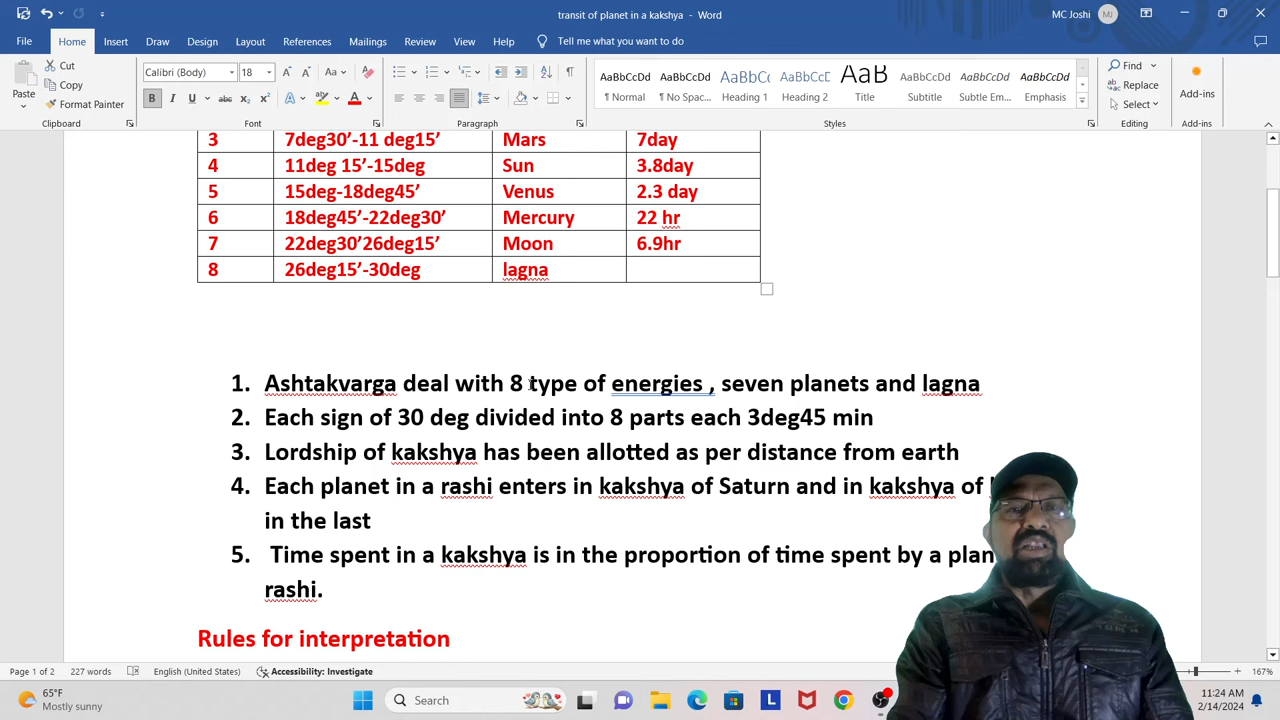 transit of planet in a kakshya - Word
MC Joshi MJ
File Home Insert Draw Design Layout References Mailings Review View Help Tell me what you want to do
Paste Cut Copy Format Painter
Calibri (Body) 18
AaBbCcDd AaBbCcDd AaBbCc AaBbCcD AaB AaBbCcDd AaBbCcDd AaBbCcDd
¶ Normal ¶ No Spac... Heading 1 Heading 2 Title Subtitle Subtle Em... Emphasis
Find Replace Select Add-ins
Clipboard Font Paragraph Styles Editing Add-ins
3 7deg30’-11 deg15’ Mars 7day
4 11deg 15’-15deg Sun 3.8day
5 15deg-18deg45’ Venus 2.3 day
6 18deg45’-22deg30’ Mercury 22 hr
7 22deg30’26deg15’ Moon 6.9hr
8 26deg15’-30deg lagna
1. Ashtakvarga deal with 8 type of energies , seven planets and lagna
2. Each sign of 30 deg divided into 8 parts each 3deg45 min
3. Lordship of kakshya has been allotted as per distance from earth
4. Each planet in a rashi enters in kakshya of Saturn and in kakshya of
in the last
5. Time spent in a kakshya is in the proportion of time spent by a plan
rashi.
Rules for interpretation
Page 1 of 2 227 words English (United States) Accessibility: Investigate 167%
65°F
Mostly sunny
Search
11:24 AM
2/14/2024